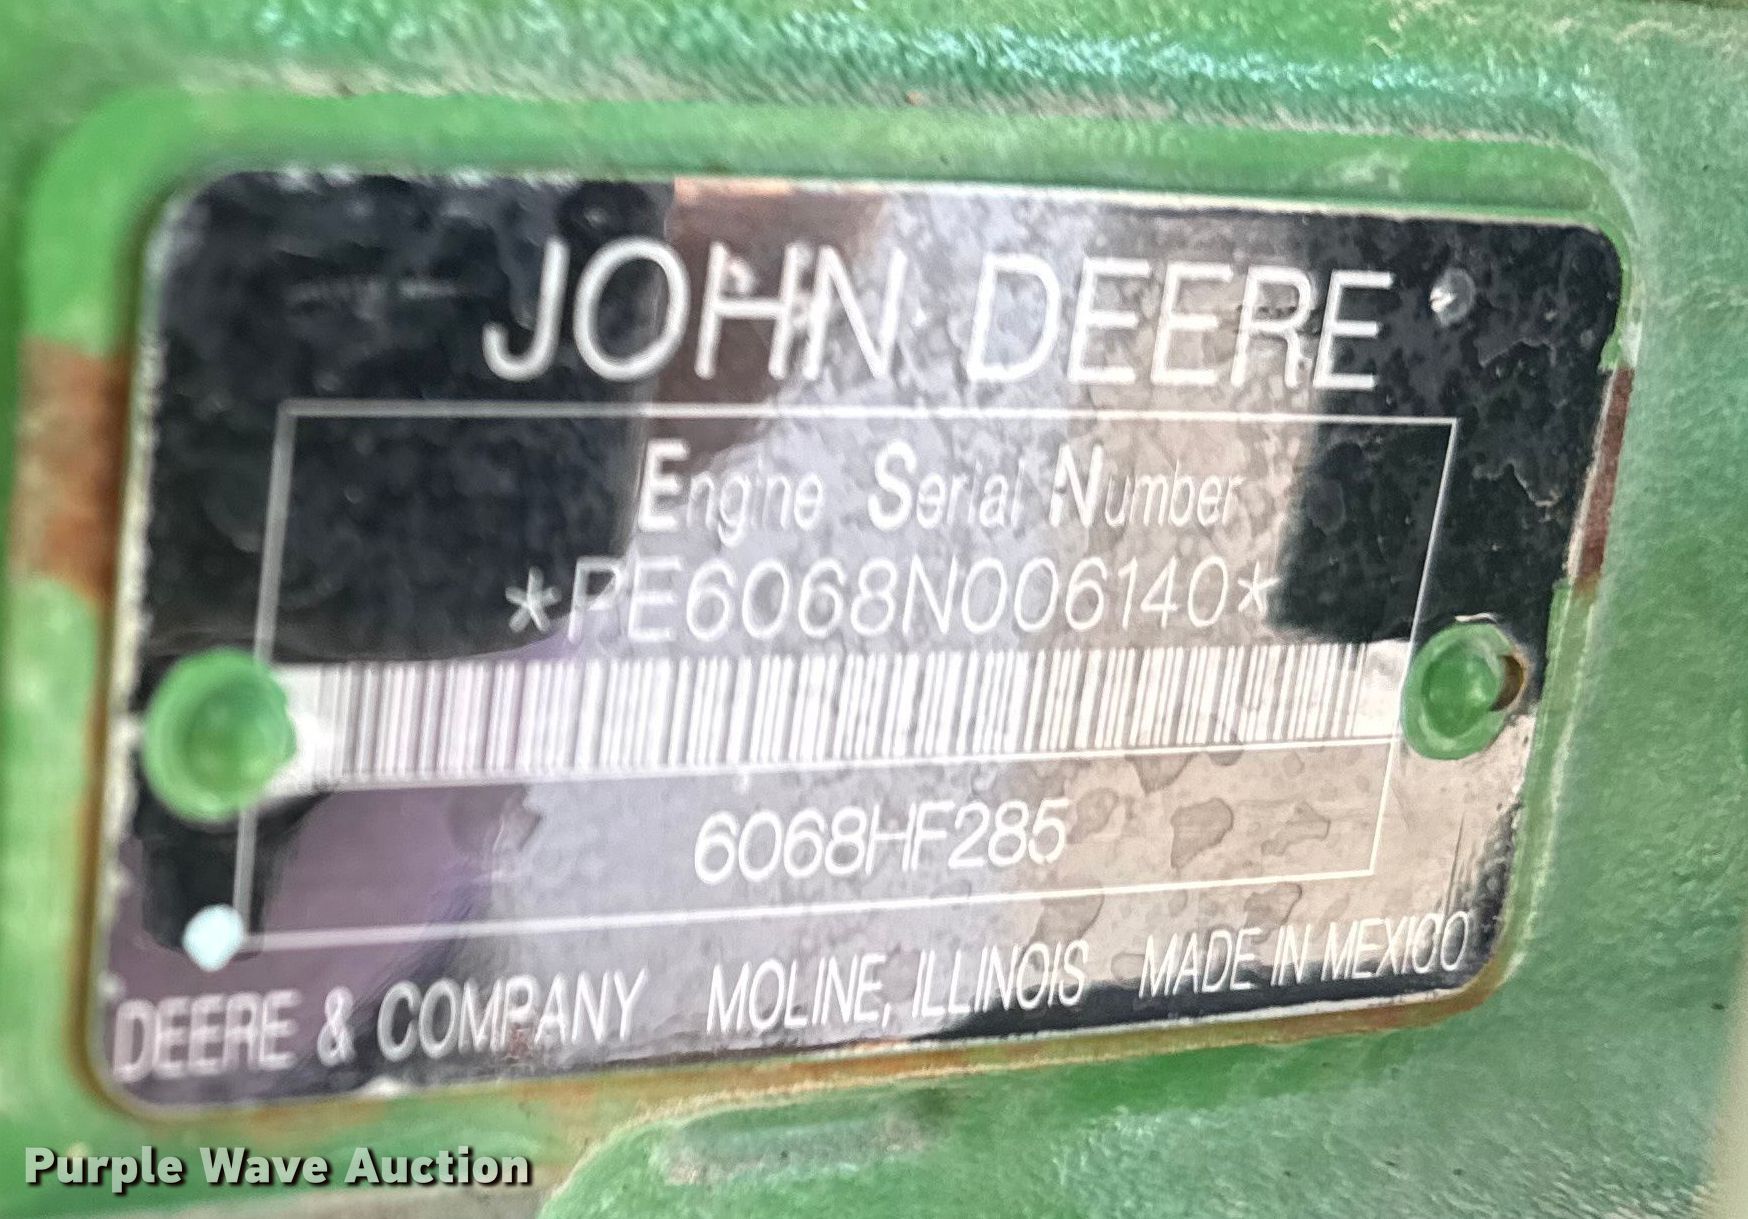 JOHN DEERE
Engine Serial Number
*PE6068N006140*
6068HF285
DEERE & COMPANY MOLINE, ILLINOIS MADE IN MEXICO
Purple Wave Auction